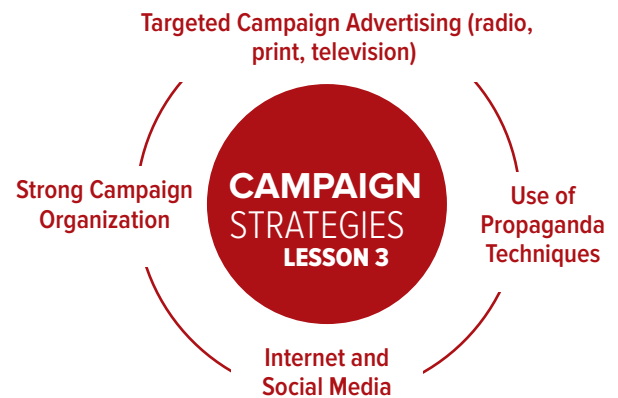 Targeted Campaign Advertising (radio,
print, television)
Strong Campaign
Organization
CAMPAIGN
STRATEGIES
LESSON 3
Use of
Propaganda
Techniques
Internet and
Social Media